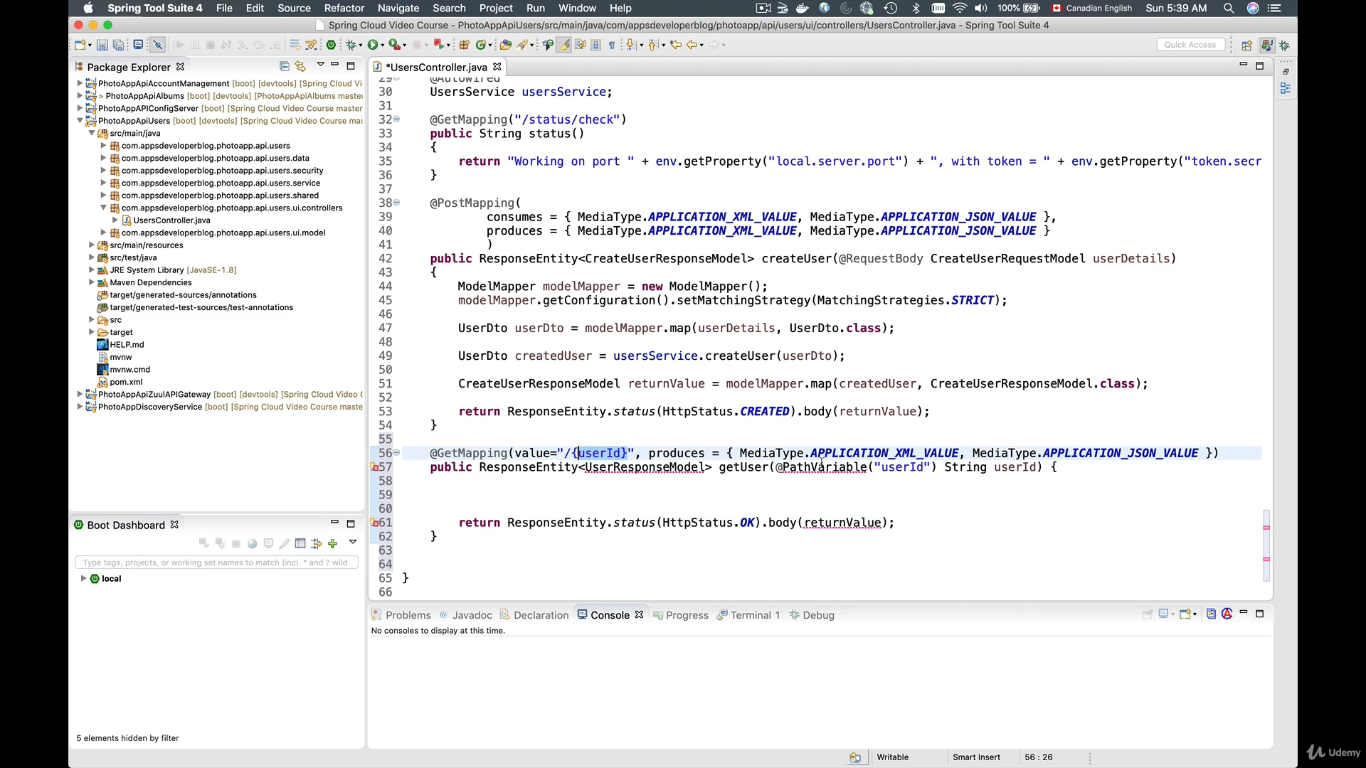 Spring Tool Suite 4 File Edit Source Refactor Navigate Search Project Run Window Help 100% Canadian English Sun 5:39 AM
Spring Cloud Video Course - PhotoAppApiUsers/src/main/java/com/appsdeveloperblog/photoapp/api/users/ui/controllers/UsersController.java - Spring Tool Suite 4
Quick Access
Package Explorer
PhotoAppApiAccountManagement [boot] [devtools] [Spring Cloud Vid
> PhotoAppApiAlbums [boot] [devtools] [PhotoAppApiAlbums master
PhotoAppAPIConfigServer [boot] [devtools] [Spring Cloud Video Cou
PhotoAppApiUsers [boot] [devtools] [Spring Cloud Video Course mas
src/main/java
com.appsdeveloperblog.photoapp.api.users
com.appsdeveloperblog.photoapp.api.users.data
com.appsdeveloperblog.photoapp.api.users.security
com.appsdeveloperblog.photoapp.api.users.service
com.appsdeveloperblog.photoapp.api.users.shared
com.appsdeveloperblog.photoapp.api.users.ui.controllers
UsersController.java
com.appsdeveloperblog.photoapp.api.users.ui.model
src/main/resources
src/test/java
JRE System Library [JavaSE-1.8]
Maven Dependencies
target/generated-sources/annotations
target/generated-test-sources/test-annotations
src
target
HELP.md
mvnw
mvnw.cmd
pom.xml
PhotoAppApiZuulAPIGateway [boot] [devtools] [Spring Cloud Video C
PhotoAppDiscoveryService [boot] [devtools] [Spring Cloud Video Cou
Boot Dashboard
Type tags, projects, or working set names to match (incl. * and ? wild
local
5 elements hidden by filter
*UsersController.java
29 @Autowired
30 UsersService usersService;
31
32 @GetMapping("/status/check")
33 public String status()
34 {
35 return "Working on port " + env.getProperty("local.server.port") + ", with token = " + env.getProperty("token.secr
36 }
37
38 @PostMapping(
39 consumes = { MediaType.APPLICATION_XML_VALUE, MediaType.APPLICATION_JSON_VALUE },
40 produces = { MediaType.APPLICATION_XML_VALUE, MediaType.APPLICATION_JSON_VALUE }
41 )
42 public ResponseEntity<CreateUserResponseModel> createUser(@RequestBody CreateUserRequestModel userDetails)
43 {
44 ModelMapper modelMapper = new ModelMapper();
45 modelMapper.getConfiguration().setMatchingStrategy(MatchingStrategies.STRICT);
46
47 UserDto userDto = modelMapper.map(userDetails, UserDto.class);
48
49 UserDto createdUser = usersService.createUser(userDto);
50
51 CreateUserResponseModel returnValue = modelMapper.map(createdUser, CreateUserResponseModel.class);
52
53 return ResponseEntity.status(HttpStatus.CREATED).body(returnValue);
54 }
55
56 @GetMapping(value="/{userId}", produces = { MediaType.APPLICATION_XML_VALUE, MediaType.APPLICATION_JSON_VALUE })
57 public ResponseEntity<UserResponseModel> getUser(@PathVariable("userId") String userId) {
58
59
60
61 return ResponseEntity.status(HttpStatus.OK).body(returnValue);
62 }
63
64
65 }
66
Problems Javadoc Declaration Console Progress Terminal 1 Debug
No consoles to display at this time.
Writable Smart Insert 56 : 26
Udemy